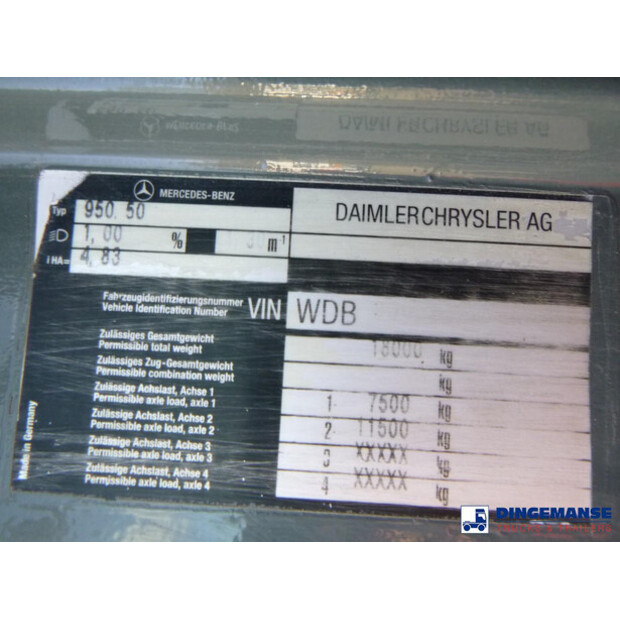 MERCEDES-BENZ
Typ 950.50
DAIMLERCHRYSLER AG
1,00 % m⁻¹
i HA= 4,83
Fahrzeugidentifizierungsnummer
Vehicle Identification Number
VIN WDB
Zulässiges Gesamtgewicht
Permissible total weight
18000 kg
Zulässiges Zug-Gesamtgewicht
Permissible combination weight
kg
Zulässige Achslast, Achse 1
Permissible axle load, axle 1
1 7500 kg
Zulässige Achslast, Achse 2
Permissible axle load, axle 2
2 11500 kg
Zulässige Achslast, Achse 3
Permissible axle load, axle 3
3 XXXXX kg
Zulässige Achslast, Achse 4
Permissible axle load, axle 4
4 XXXXX kg
Made in Germany
DINGEMANSE